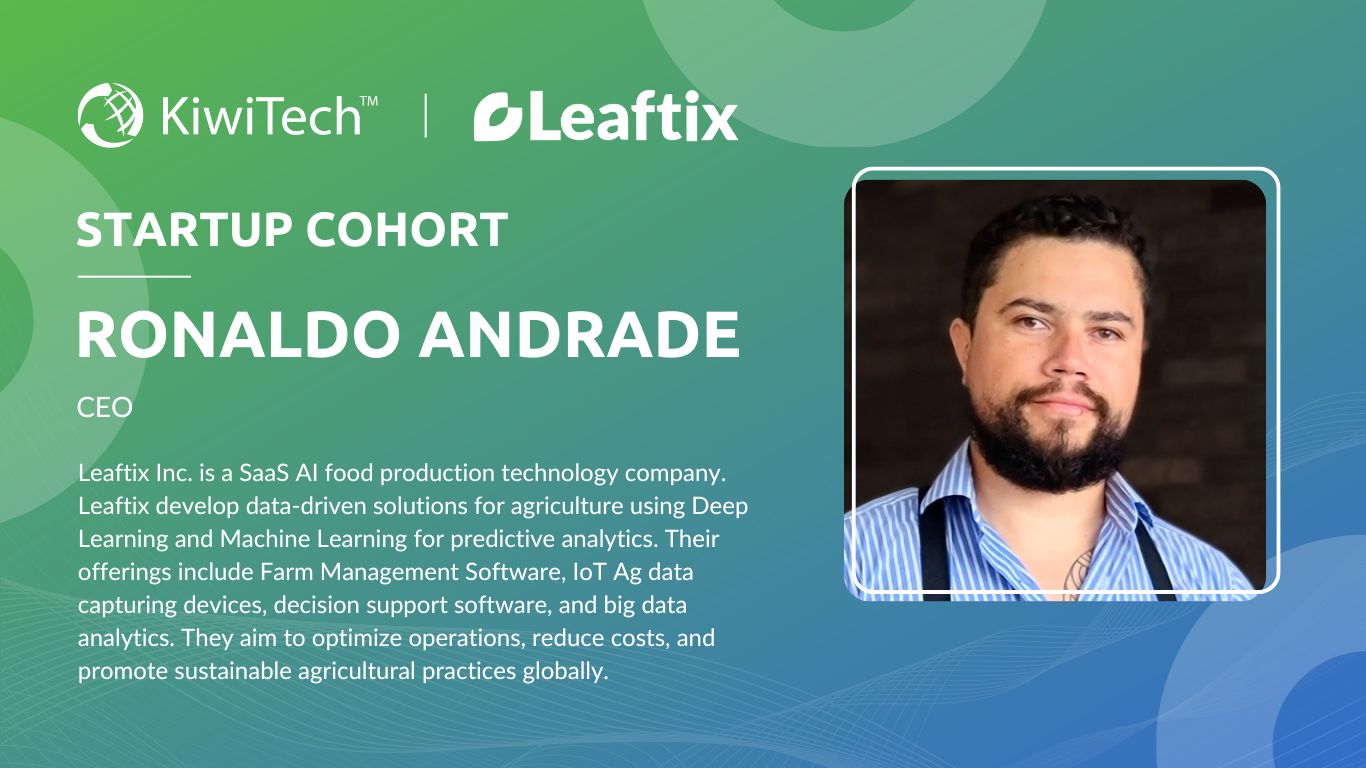 KiwiTech™ | Leaftix
STARTUP COHORT
RONALDO ANDRADE
CEO
Leaftix Inc. is a SaaS AI food production technology company.
Leaftix develop data-driven solutions for agriculture using Deep
Learning and Machine Learning for predictive analytics. Their
offerings include Farm Management Software, IoT Ag data
capturing devices, decision support software, and big data
analytics. They aim to optimize operations, reduce costs, and
promote sustainable agricultural practices globally.